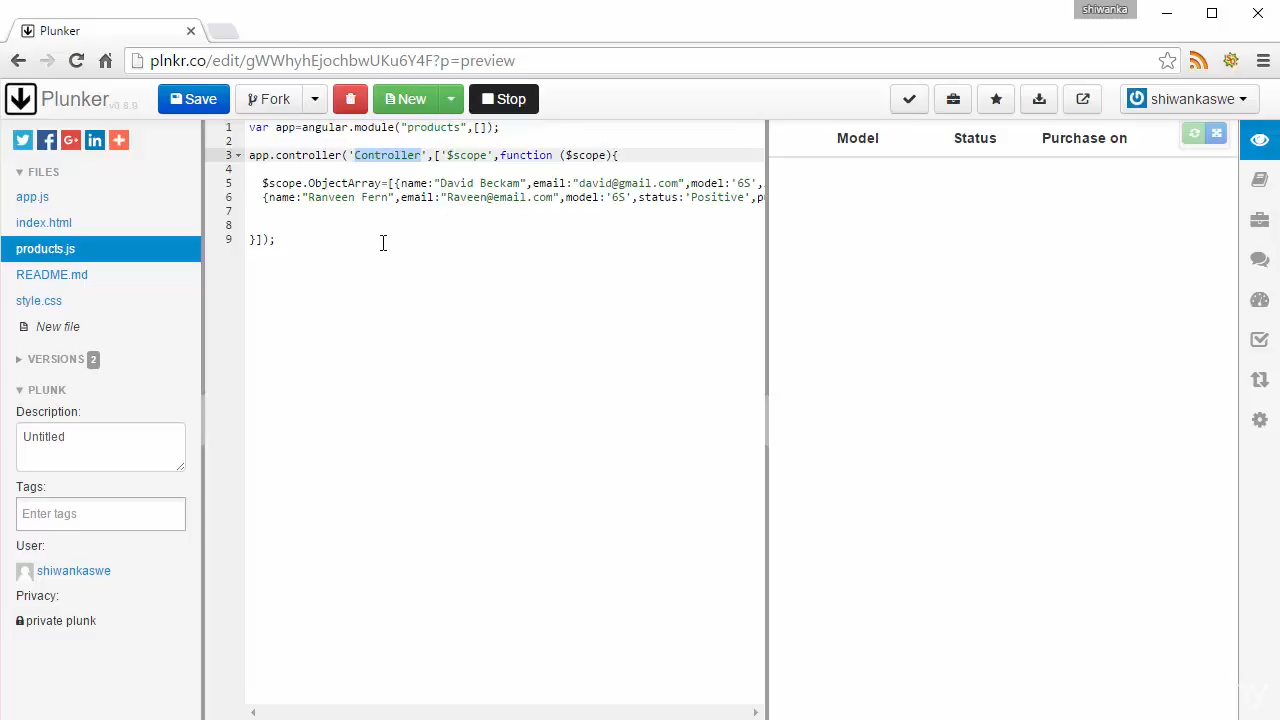 shiwanka
Plunker
plnkr.co/edit/gWWhyhEjochbwUKu6Y4F?p=preview
Plunker v0.8.9
Save
Fork
New
Stop
shiwankaswe
FILES
app.js
index.html
products.js
README.md
style.css
New file
VERSIONS 2
PLUNK
Description:
Untitled
Tags:
Enter tags
User:
shiwankaswe
Privacy:
private plunk
1 var app=angular.module("products",[]);
2
3 app.controller('Controller',['$scope',function ($scope){
4
5 $scope.ObjectArray=[{name:"David Beckam",email:"david@gmail.com",model:'6S',
6 {name:"Ranveen Fern",email:"Raveen@email.com",model:'6S',status:'Positive',p
7
8
9 }]);
Model Status Purchase on